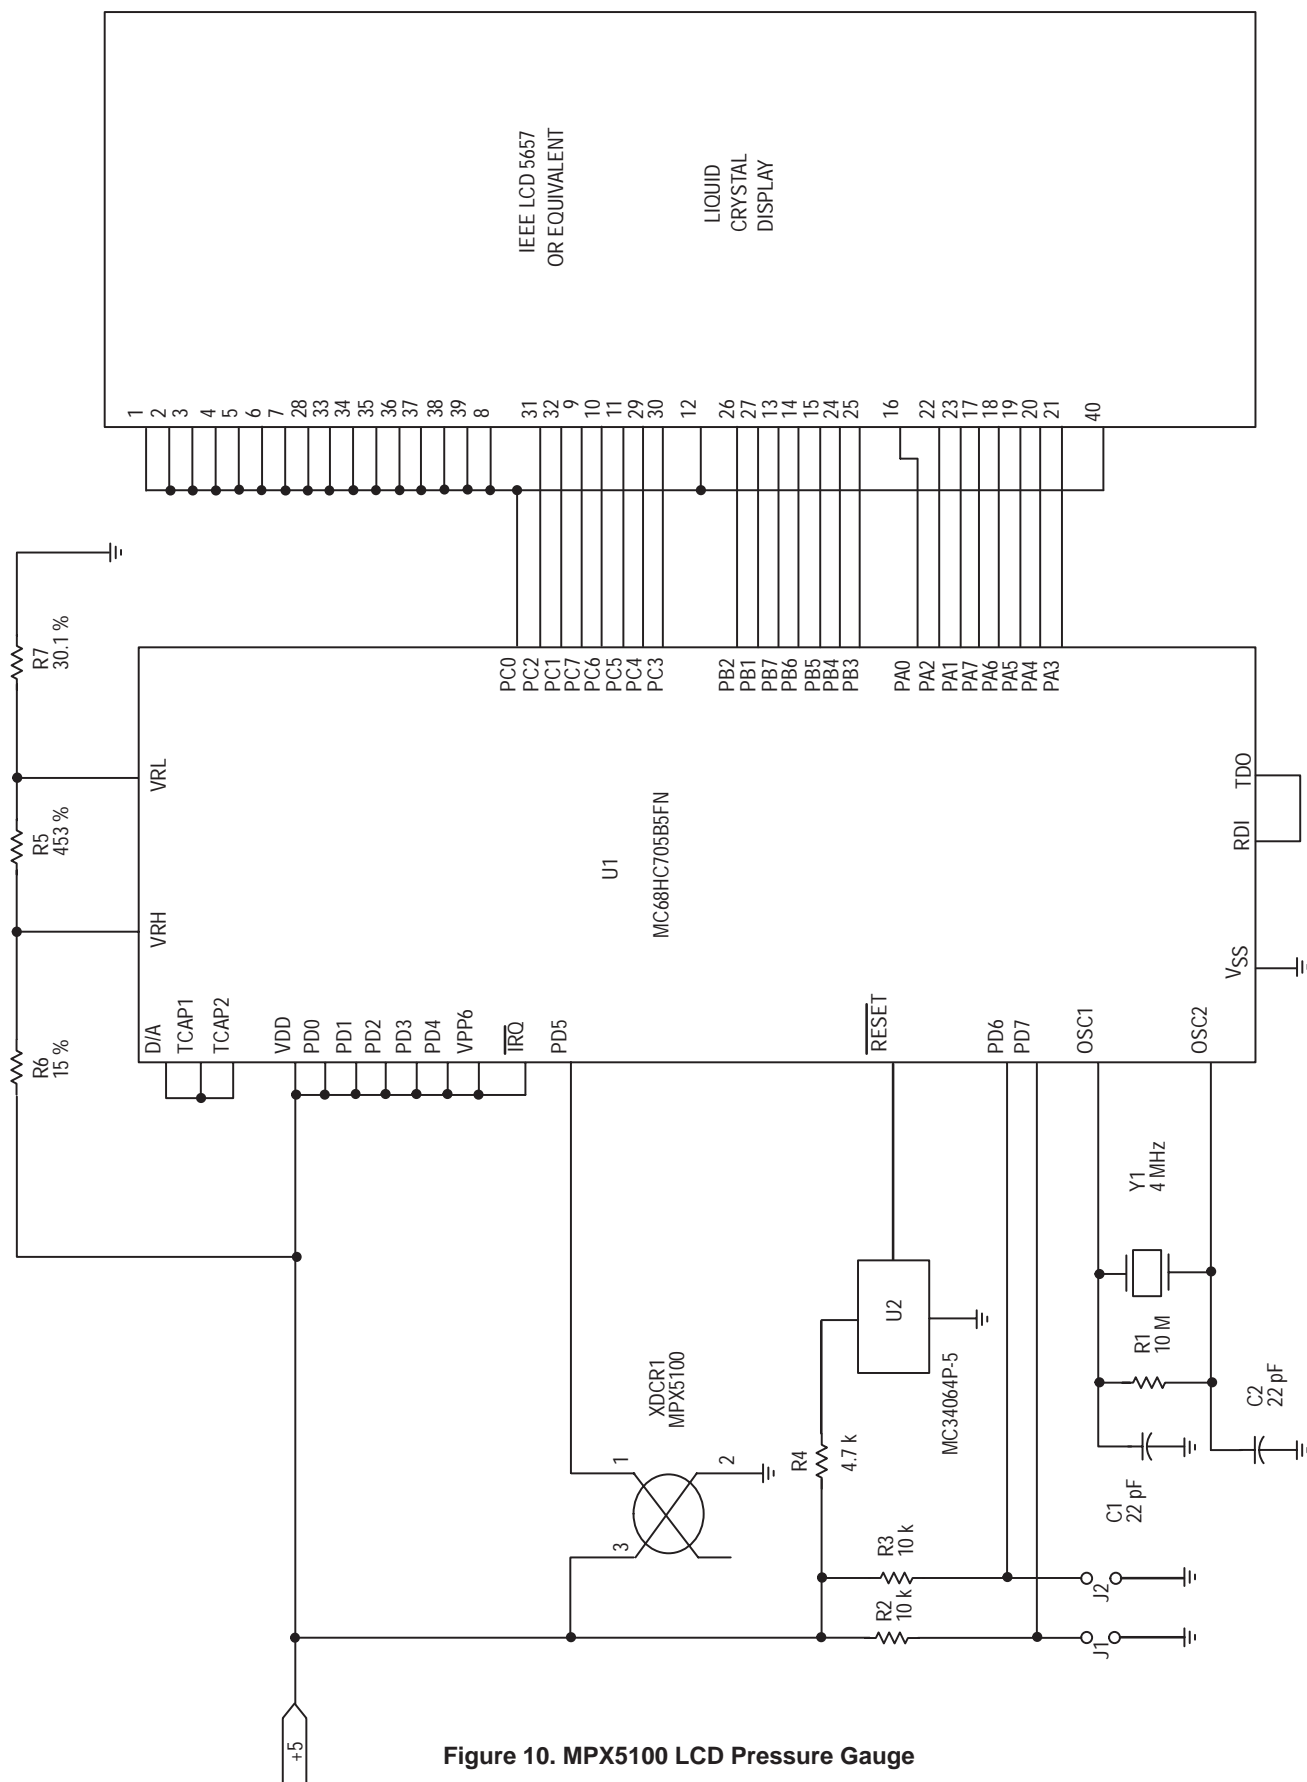 IEEE LCD 5657
OR EQUIVALENT
LIQUID
CRYSTAL
DISPLAY
1
2
3
4
5
6
7
28
33
34
35
36
37
38
39
8
31
32
9
10
11
29
30
12
26
27
13
14
15
24
25
16
22
23
17
18
19
20
21
40
R7
30.1 %
R5
453 %
R6
15 %
VRL
VRH
PC0
PC2
PC1
PC7
PC6
PC5
PC4
PC3
PB2
PB1
PB7
PB6
PB5
PB4
PB3
PA0
PA2
PA1
PA7
PA6
PA5
PA4
PA3
U1
MC68HC705B5FN
TDO
RDI
VSS
D/A
TCAP1
TCAP2
VDD
PD0
PD1
PD2
PD3
PD4
VPP6
IRQ
PD5
RESET
PD6
PD7
OSC1
OSC2
Y1
4 MHz
R1
10 M
C1
22 pF
C2
22 pF
U2
MC34064P-5
XDCR1
MPX5100
1
2
3
R4
4.7 k
R3
10 k
R2
10 k
J2
J1
+5
Figure 10. MPX5100 LCD Pressure Gauge